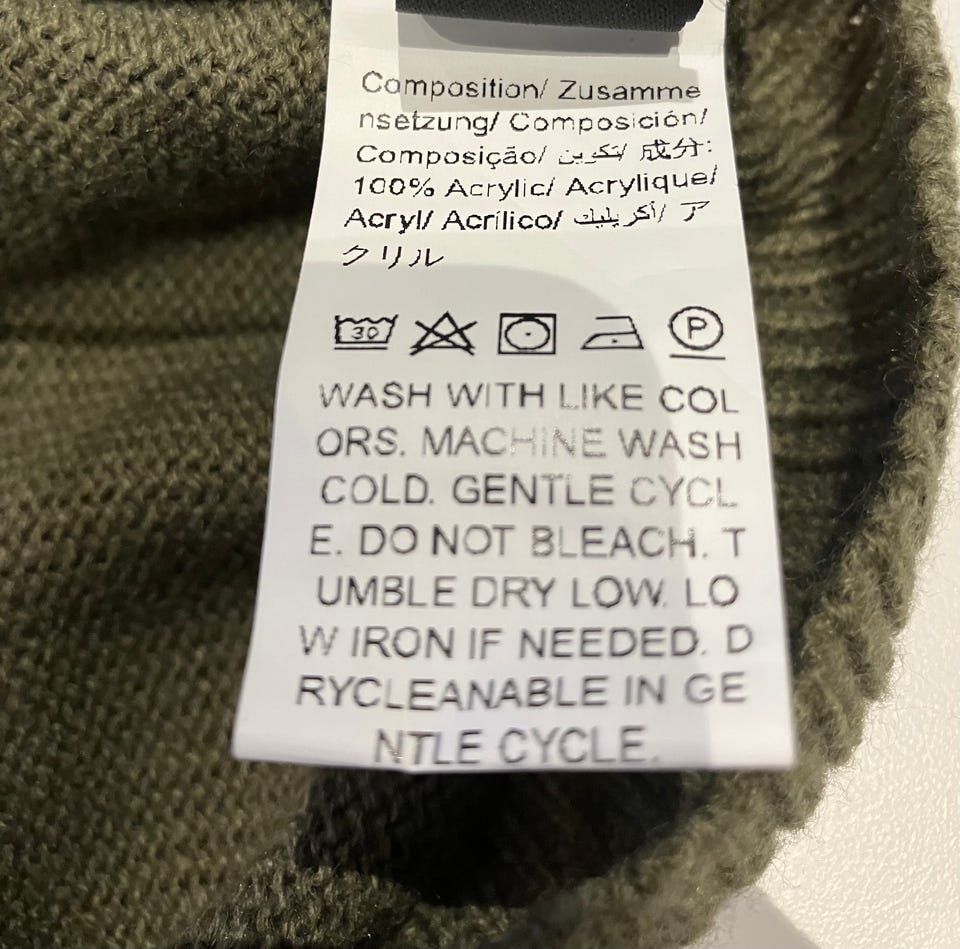 Composition/ Zusamme
nsetzung/ Composición/
Composição/ تكوين/ 成分:
100% Acrylic/ Acrylique/
Acryl/ Acrílico/ أكريليك/ ア
クリル
30 P
WASH WITH LIKE COL
ORS. MACHINE WASH
COLD. GENTLE CYCL
E. DO NOT BLEACH. T
UMBLE DRY LOW. LO
W IRON IF NEEDED. D
RYCLEANABLE IN GE
NTLE CYCLE.